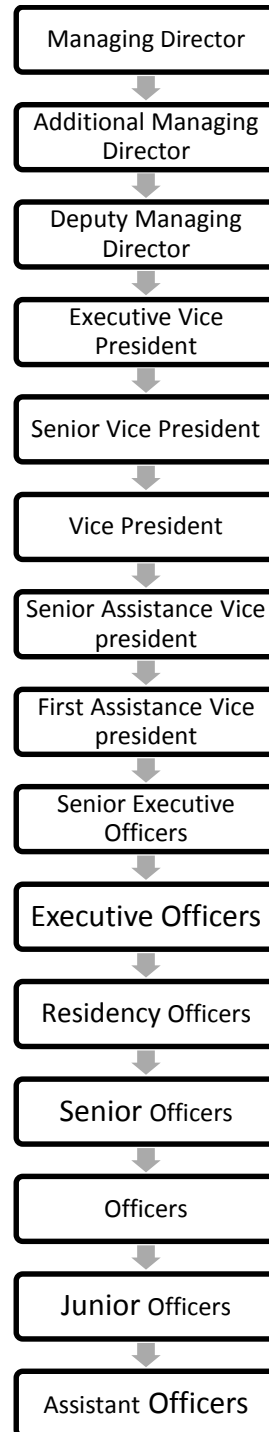 Managing Director
Additional Managing
Director
Deputy Managing
Director
Executive Vice
President
Senior Vice President
Vice President
Senior Assistance Vice
president
First Assistance Vice
president
Senior Executive
Officers
Executive Officers
Residency Officers
Senior Officers
Officers
Junior Officers
Assistant Officers